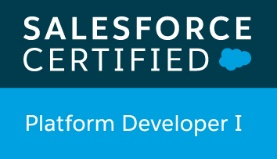 SALESFORCE
CERTIFIED
Platform Developer I